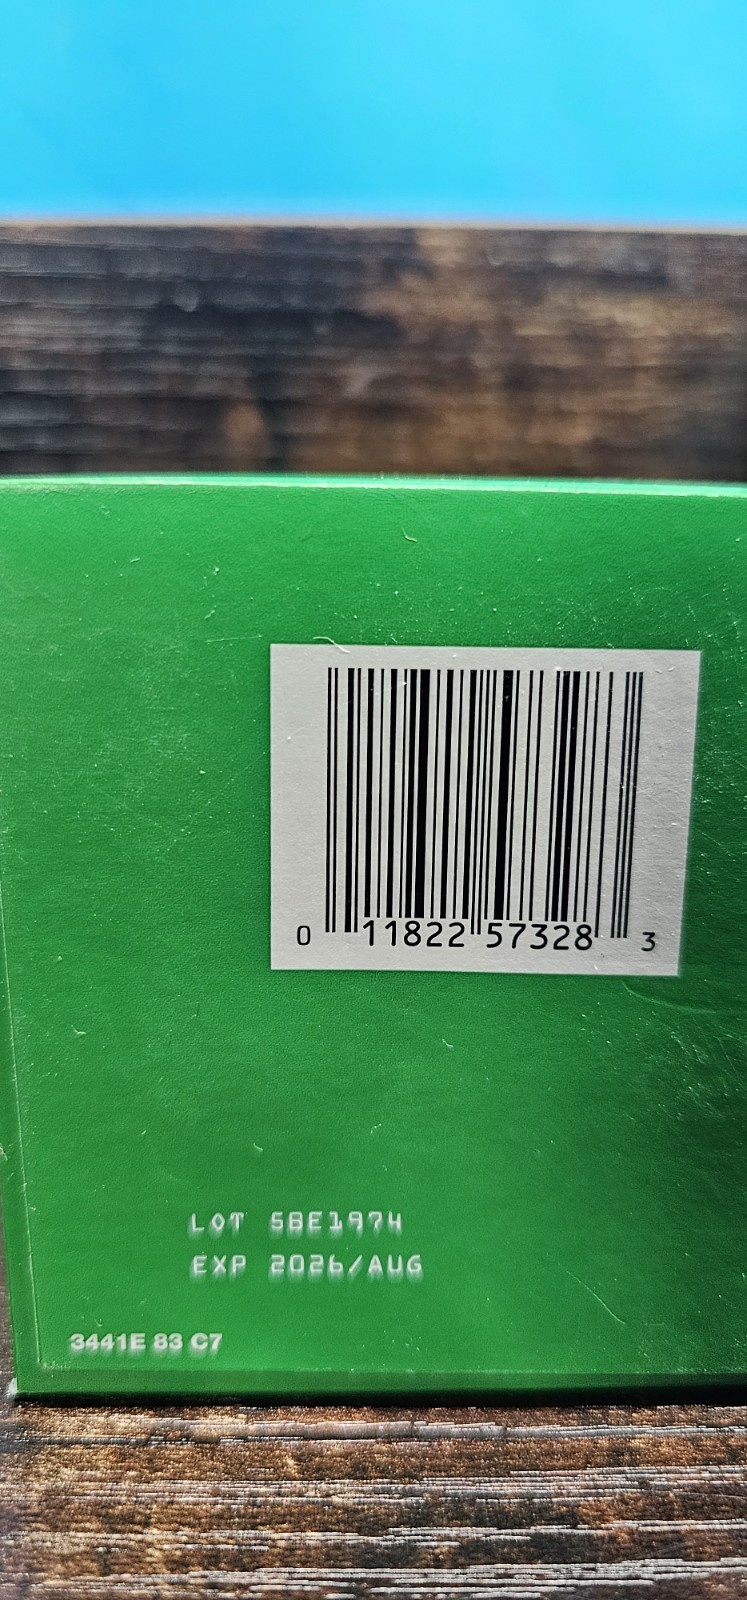 0 11822 57328 3
LOT 5BE1974
EXP 2026/AUG
3441E 83 C7